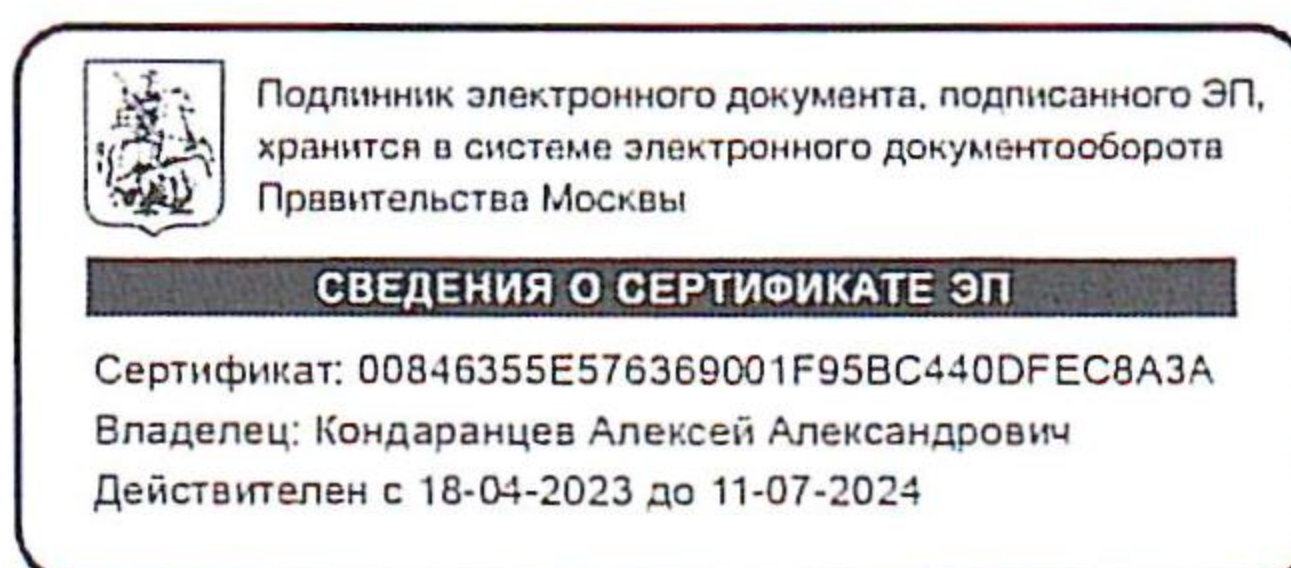 Подлинник электронного документа, подписанного ЭП,
хранится в системе электронного документооборота
Правительства Москвы
СВЕДЕНИЯ О СЕРТИФИКАТЕ ЭП
Сертификат: 00846355E576369001F95BC440DFEC8A3A
Владелец: Кондаранцев Алексей Александрович
Действителен с 18-04-2023 до 11-07-2024